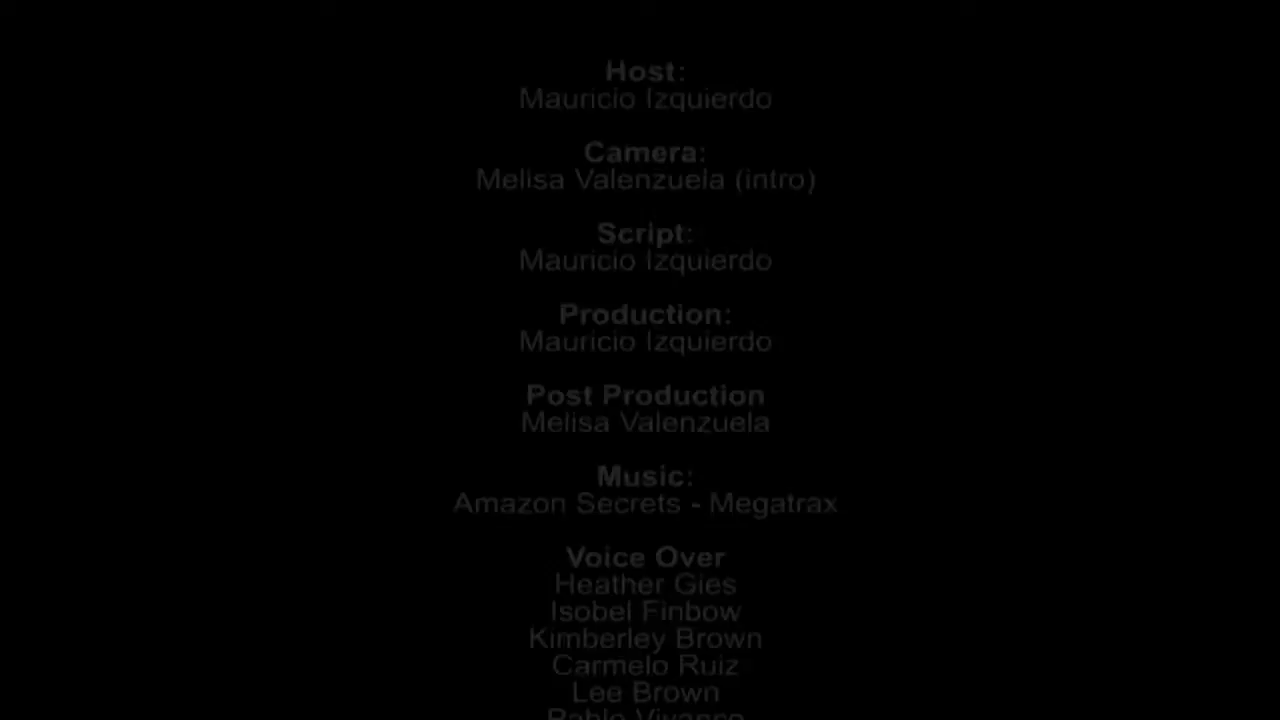 Host:
Mauricio Izquierdo
Camera:
Melisa Valenzuela (intro)
Script:
Mauricio Izquierdo
Production:
Mauricio Izquierdo
Post Production
Melisa Valenzuela
Music:
Amazon Secrets - Megatrax
Voice Over
Heather Gies
Isobel Finbow
Kimberley Brown
Carmelo Ruiz
Lee Brown
Pablo